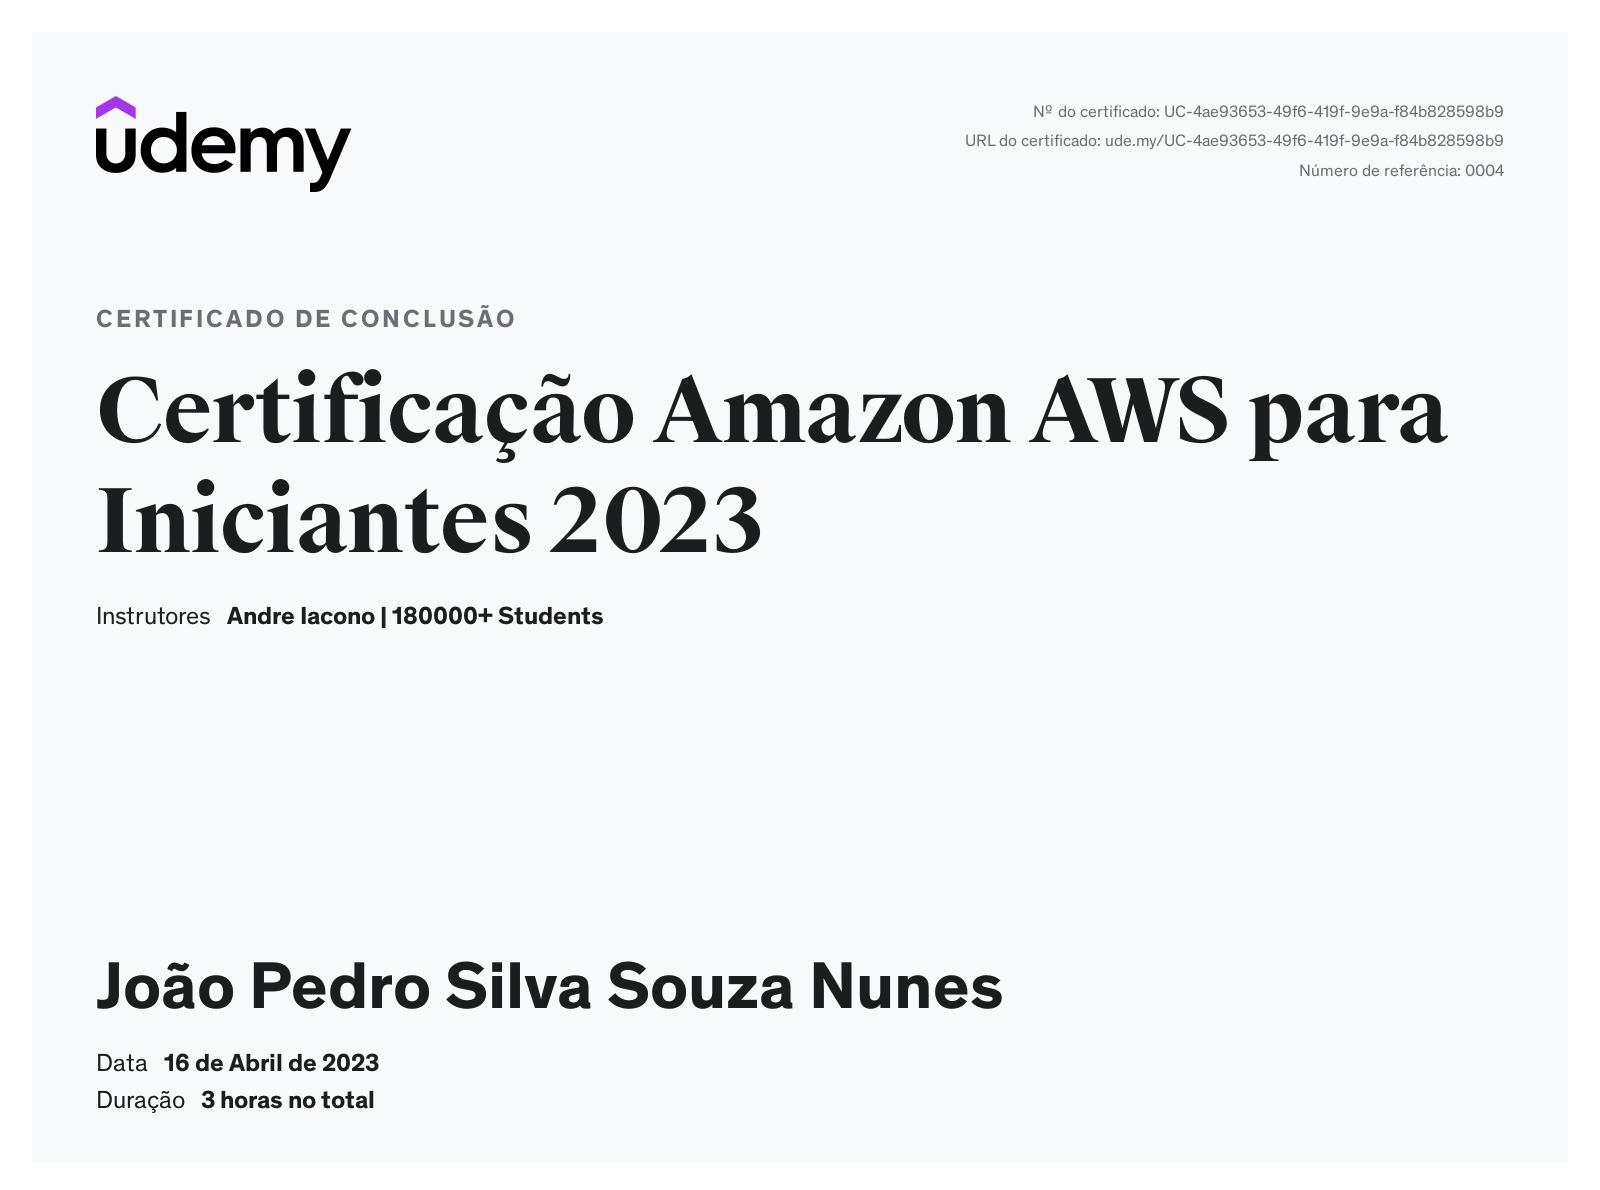 udemy
Nº do certificado: UC-4ae93653-49f6-419f-9e9a-f84b828598b9
URL do certificado: ude.my/UC-4ae93653-49f6-419f-9e9a-f84b828598b9
Número de referência: 0004
CERTIFICADO DE CONCLUSÃO
Certificação Amazon AWS para
Iniciantes 2023
Instrutores Andre Iacono | 180000+ Students
João Pedro Silva Souza Nunes
Data 16 de Abril de 2023
Duração 3 horas no total